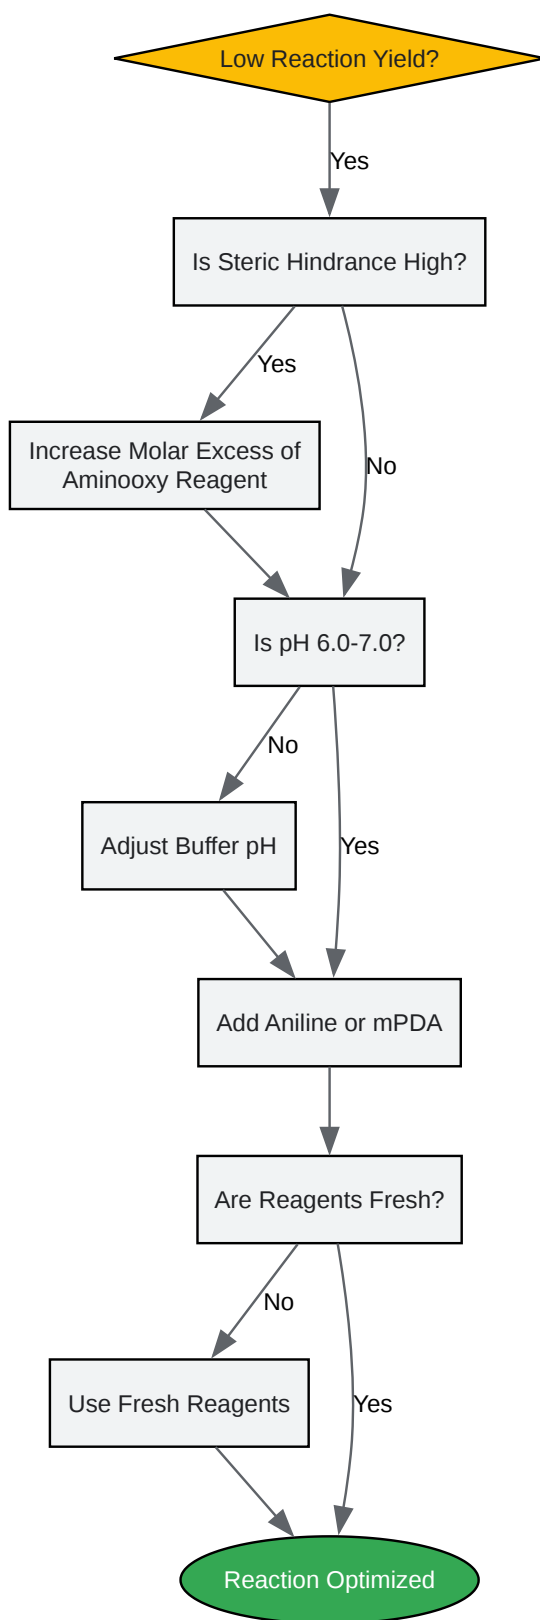 Low Reaction Yield?
Yes
Is Steric Hindrance High?
Yes
Increase Molar Excess of
Aminooxy Reagent
No
Is pH 6.0-7.0?
No
Adjust Buffer pH
Yes
Add Aniline or mPDA
Are Reagents Fresh?
No
Use Fresh Reagents
Yes
Reaction Optimized